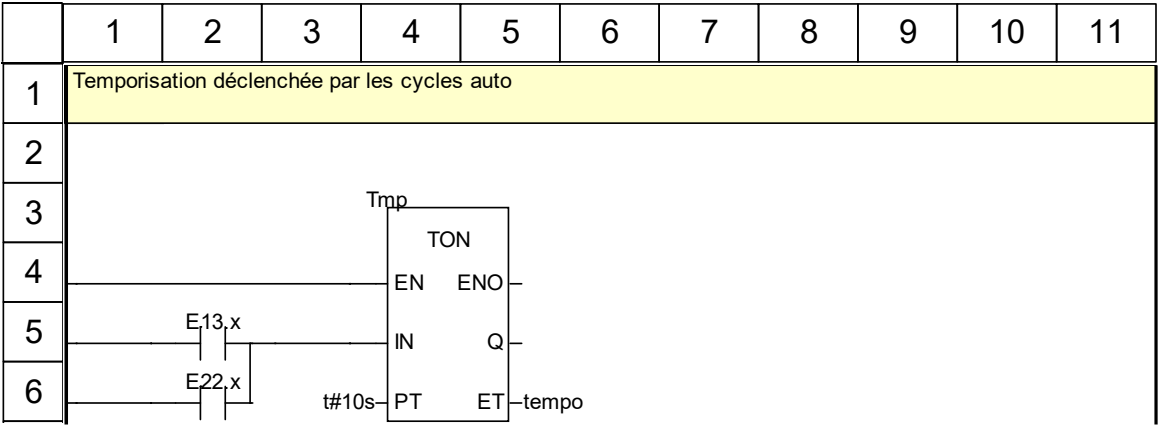 1 2 3 4 5 6 7 8 9 10 11
1 Temporisation déclenchée par les cycles auto
2
3 Tmp
TON
4 EN ENO
5 E13.x IN Q
6 E22.x t#10s PT ET tempo